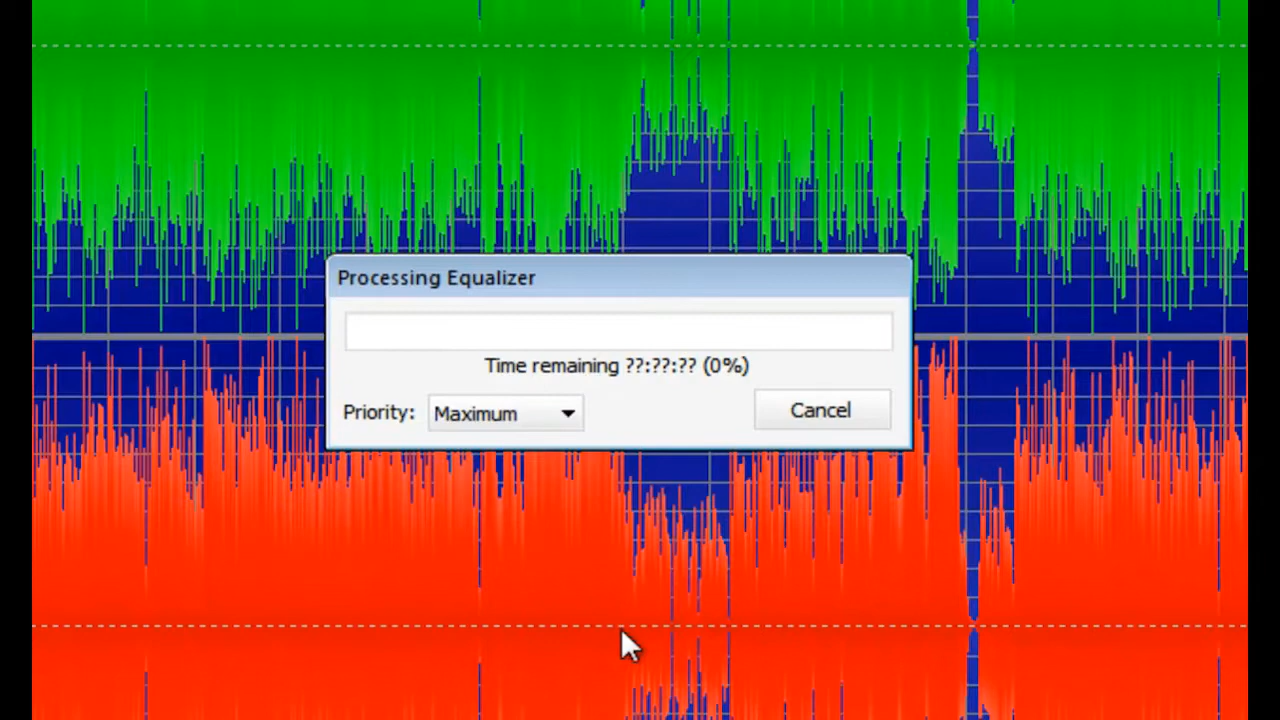 Processing Equalizer
Time remaining ??:??:?? (0%)
Priority: Maximum Cancel